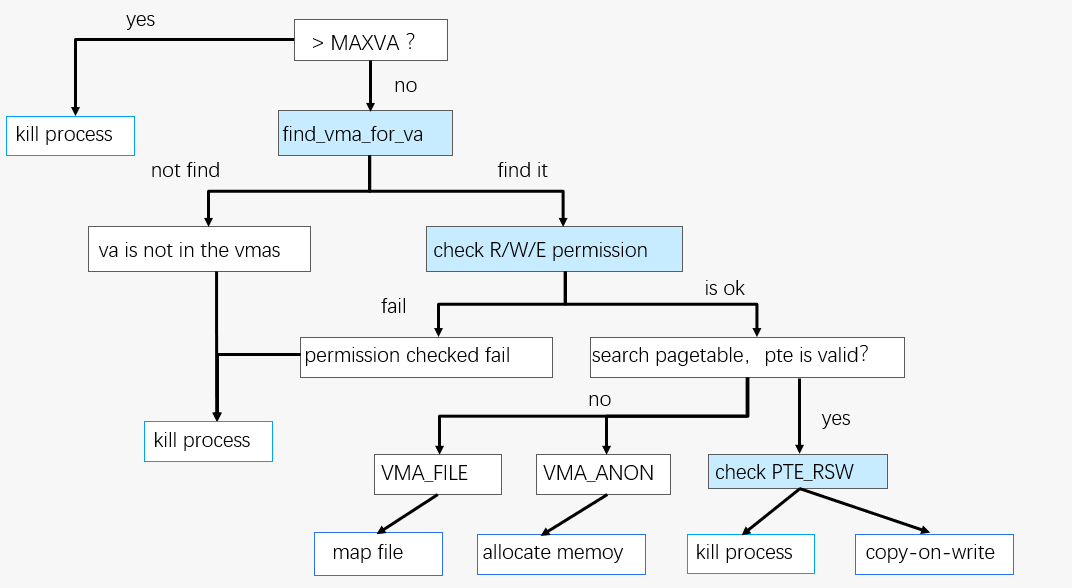 yes
> MAXVA ?
no
kill process
find_vma_for_va
not find
find it
va is not in the vmas
check R/W/E permission
fail
is ok
permission checked fail
search pagetable, pte is valid?
no
yes
kill process
VMA_FILE
VMA_ANON
check PTE_RSW
map file
allocate memoy
kill process
copy-on-write